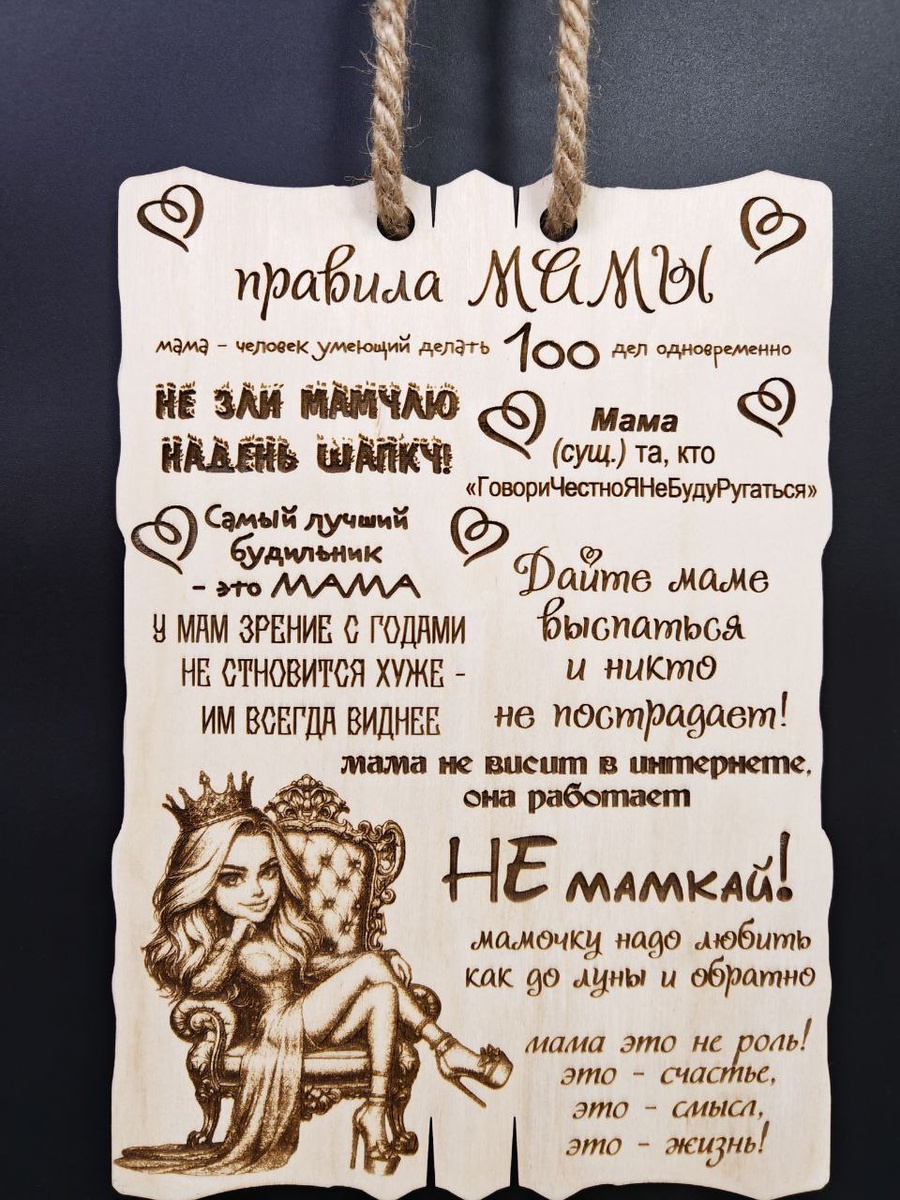 правила МАМЫ
мама - человек умеющий делать 100 дел одновременно
НЕ ЗЛИ МАМУЛЮ
НАДЕНЬ ШАПКУ!
Мама
(сущ.) та, кто
«ГовориЧестноЯНеБудуРугаться»
Самый лучший
будильник
- это МАМА
Дайте маме
выспаться
и никто
не пострадает!
У МАМ ЗРЕНИЕ С ГОДАМИ
НЕ СТНОВИТСЯ ХУЖЕ -
ИМ ВСЕГДА ВИДНЕЕ
мама не висит в интернете,
она работает
НЕ мамкай!
мамочку надо любить
как до луны и обратно
мама это не роль!
это - счастье,
это - смысл,
это - жизнь!